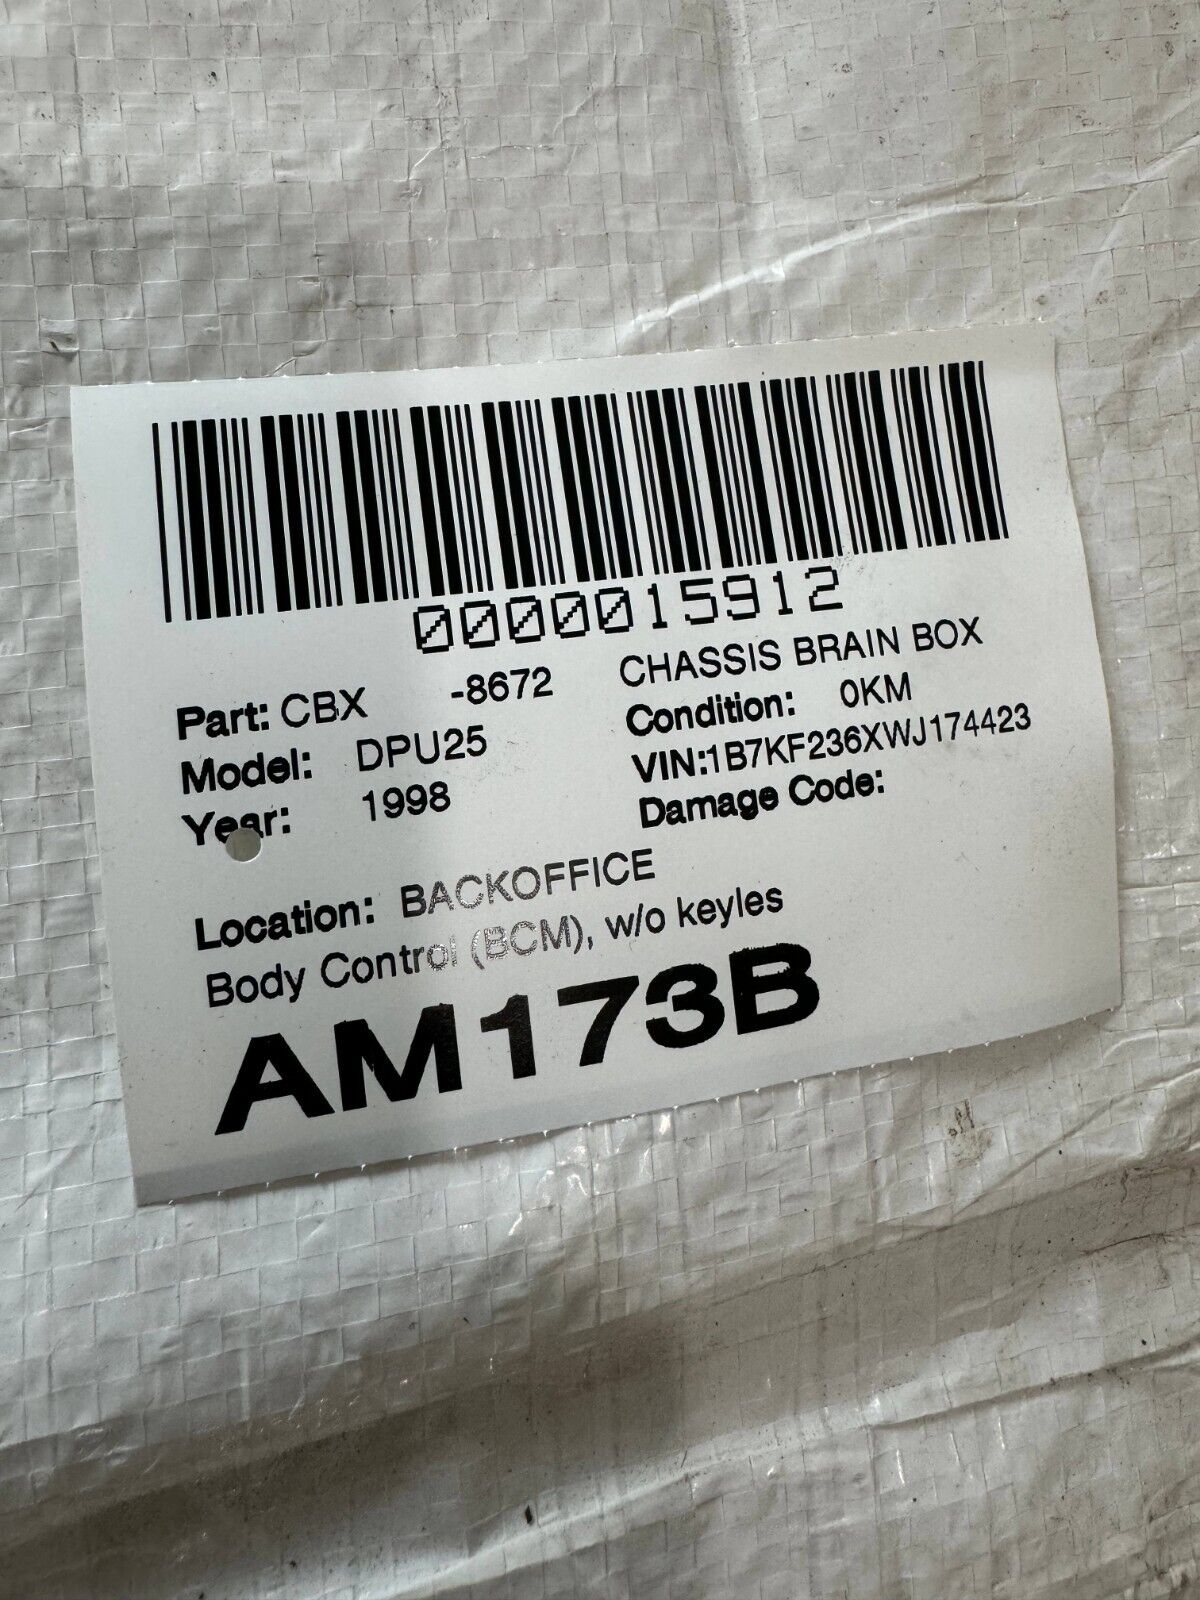 0000015912
Part: CBX -8672 CHASSIS BRAIN BOX
Model: DPU25 Condition: 0KM
Year: 1998 VIN:1B7KF236XWJ174423
Damage Code:
Location: BACKOFFICE
Body Control (BCM), w/o keyles
AM173B